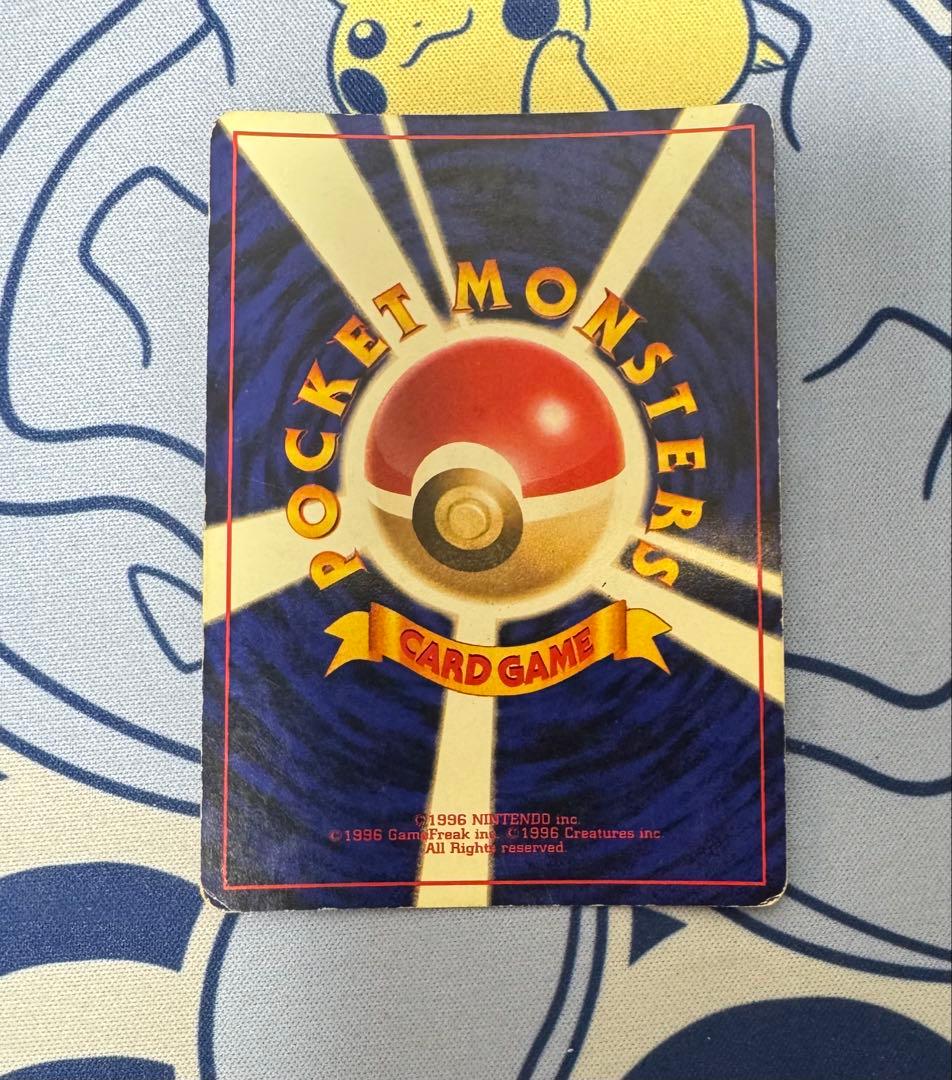 POCKET MONSTERS
CARD GAME
©1996 NINTENDO inc.
©1996 GameFreak inc. ©1996 Creatures inc.
All Rights reserved.